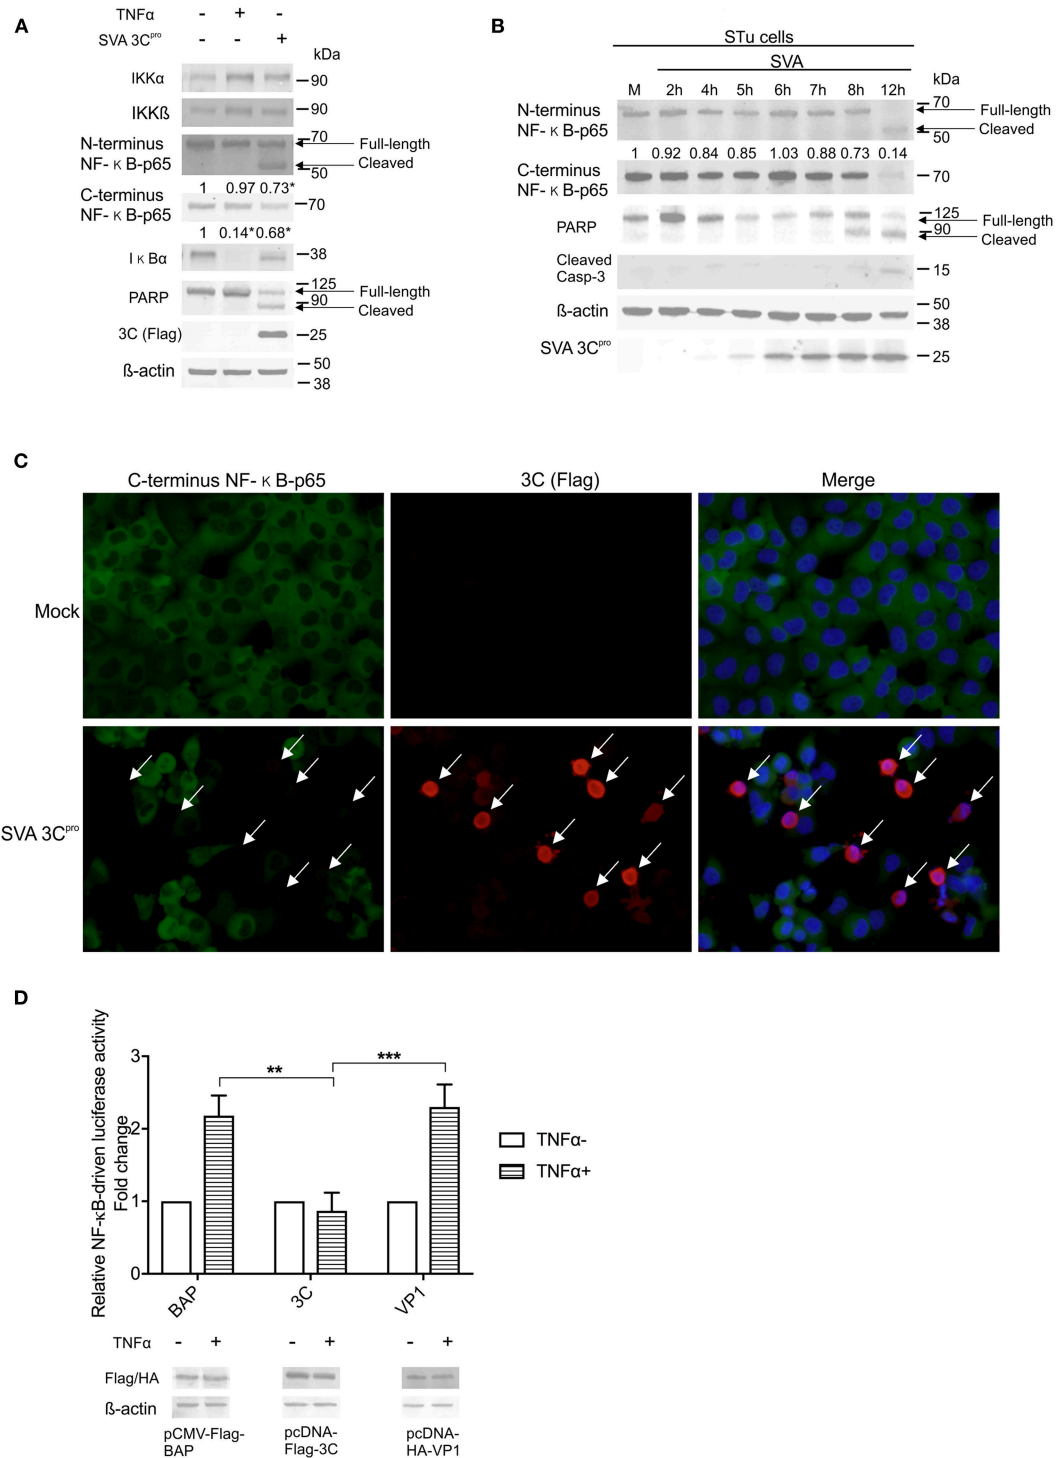 A
TNFα - + -
SVA 3Cpro - - +
kDa
IKKα 90
IKKß 90
N-terminus NF-κB-p65 70 Full-length
50 Cleaved
1 0.97 0.73*
C-terminus NF-κB-p65 70
1 0.14* 0.68*
IκBα 38
PARP 125 Full-length
90 Cleaved
3C (Flag) 25
ß-actin 50
38
B
STu cells
SVA
M 2h 4h 5h 6h 7h 8h 12h kDa
N-terminus NF-κB-p65 70 Full-length
50 Cleaved
1 0.92 0.84 0.85 1.03 0.88 0.73 0.14
C-terminus NF-κB-p65 70
PARP 125 Full-length
90 Cleaved
Cleaved Casp-3 15
ß-actin 50
38
SVA 3Cpro 25
C
C-terminus NF-κB-p65 3C (Flag) Merge
Mock
SVA 3Cpro
D
Relative NF-κB-driven luciferase activity
Fold change
3
2
1
0
** ***
TNFα-
TNFα+
BAP 3C VP1
TNFα - + - + - +
Flag/HA
ß-actin
pCMV-Flag-BAP
pcDNA-Flag-3C
pcDNA-HA-VP1